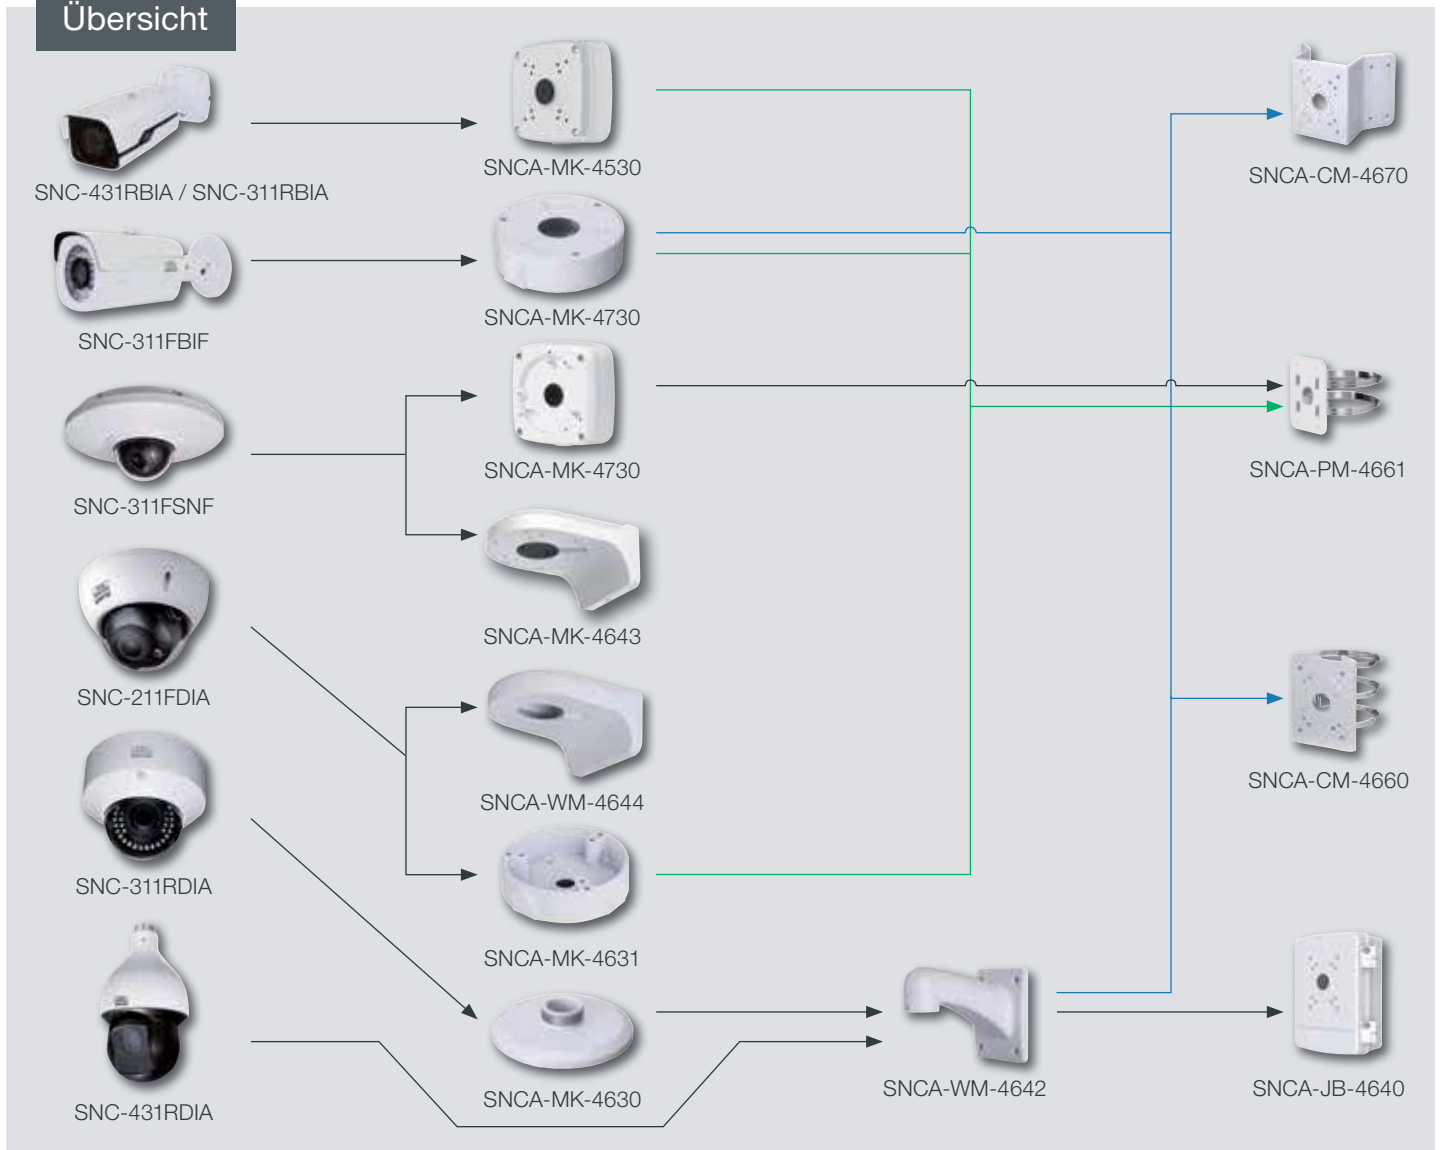 Übersicht
SNC-431RBIA / SNC-311RBIA
SNCA-MK-4530
SNCA-CM-4670
SNC-311FBIF
SNCA-MK-4730
SNC-311FSNF
SNCA-MK-4730
SNCA-PM-4661
SNCA-MK-4643
SNC-211FDIA
SNCA-WM-4644
SNCA-CM-4660
SNC-311RDIA
SNCA-MK-4631
SNC-431RDIA
SNCA-MK-4630
SNCA-WM-4642
SNCA-JB-4640